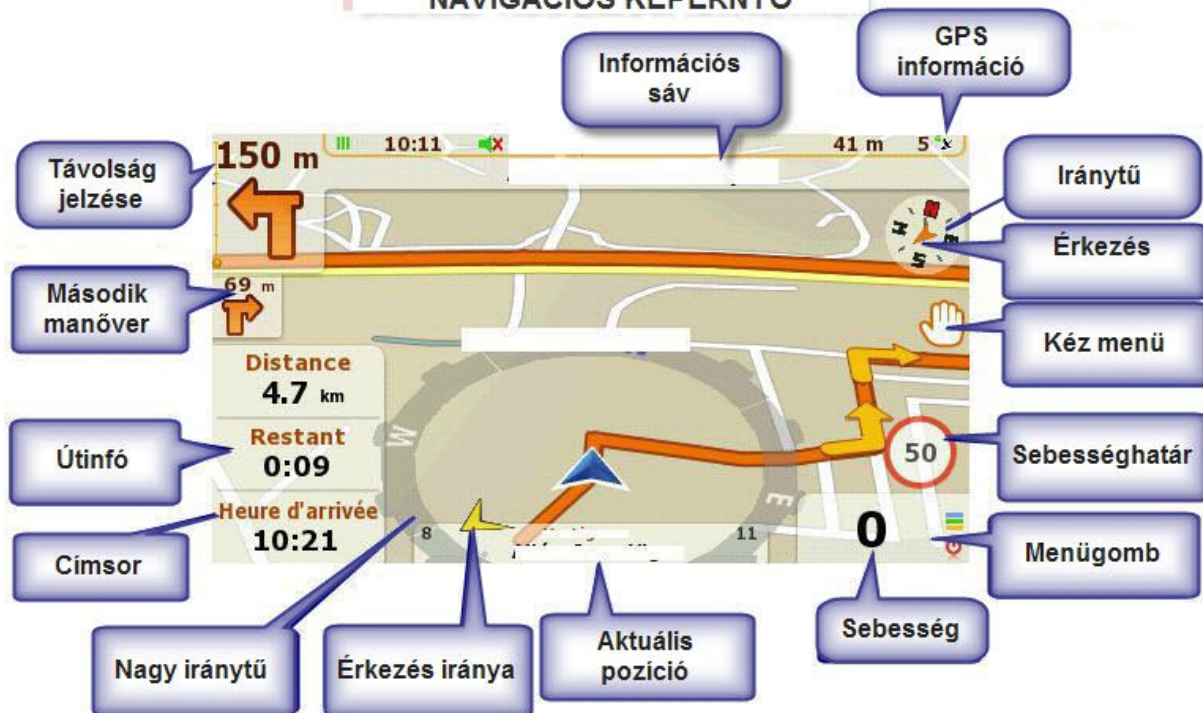 NAVIGÁCIÓS KÉPERNYŐ
Információs
sáv
GPS
információ
Távolság
jelzése
150 m
10:11
41 m
5
Iránytű
N
E
S
W
Érkezés
Második
manőver
69 m
Kéz menü
Distance
4.7 km
Útinfó
Restant
0:09
W
E
50
Sebességhatár
Heure d'arrivée
10:21
8
11
0
Címsor
Menügomb
Nagy iránytű
Érkezés iránya
Aktuális
pozíció
Sebesség